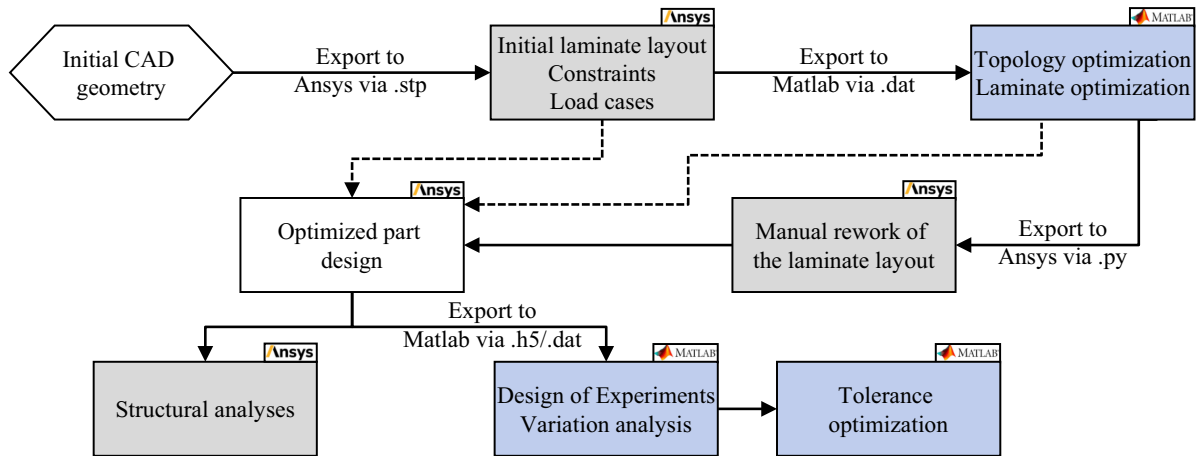 Ansys
MATLAB
Initial CAD
geometry
Export to
Ansys via .stp
Initial laminate layout
Constraints
Load cases
Export to
Matlab via .dat
Topology optimization
Laminate optimization
Ansys
Ansys
Optimized part
design
Manual rework of
the laminate layout
Export to
Ansys via .py
Export to
Matlab via .h5/.dat
Ansys
MATLAB
MATLAB
Structural analyses
Design of Experiments
Variation analysis
Tolerance
optimization